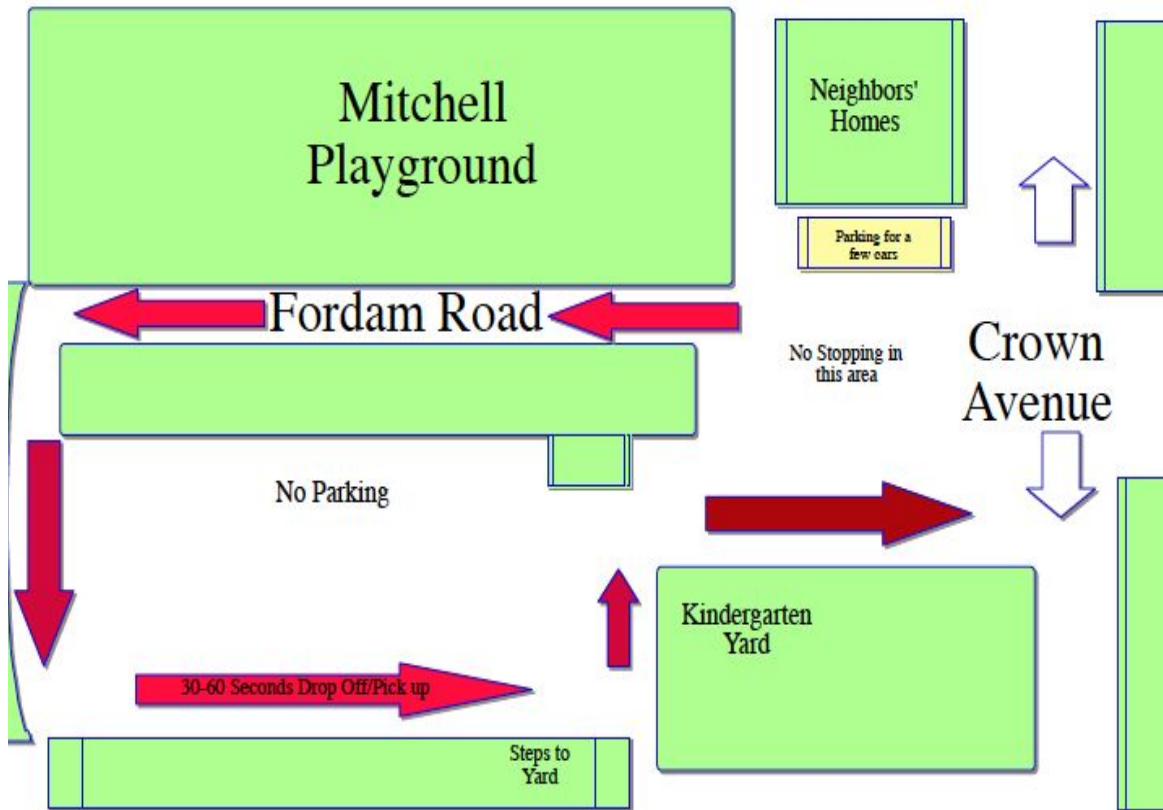 Mitchell
Playground
Neighbors'
Homes
Parking for a
few cars
Fordam Road
No Stopping in
this area
Crown
Avenue
No Parking
Kindergarten
Yard
30-60 Seconds Drop Off/Pick up
Steps to
Yard